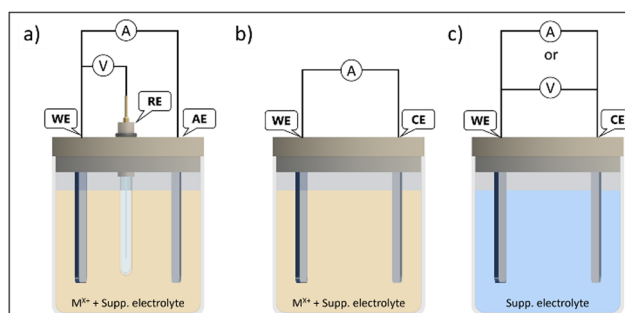 a)
A
V
RE
WE
AE
Mˣ⁺ + Supp. electrolyte
b)
A
WE
CE
Mˣ⁺ + Supp. electrolyte
c)
A
or
V
WE
CE
Supp. electrolyte